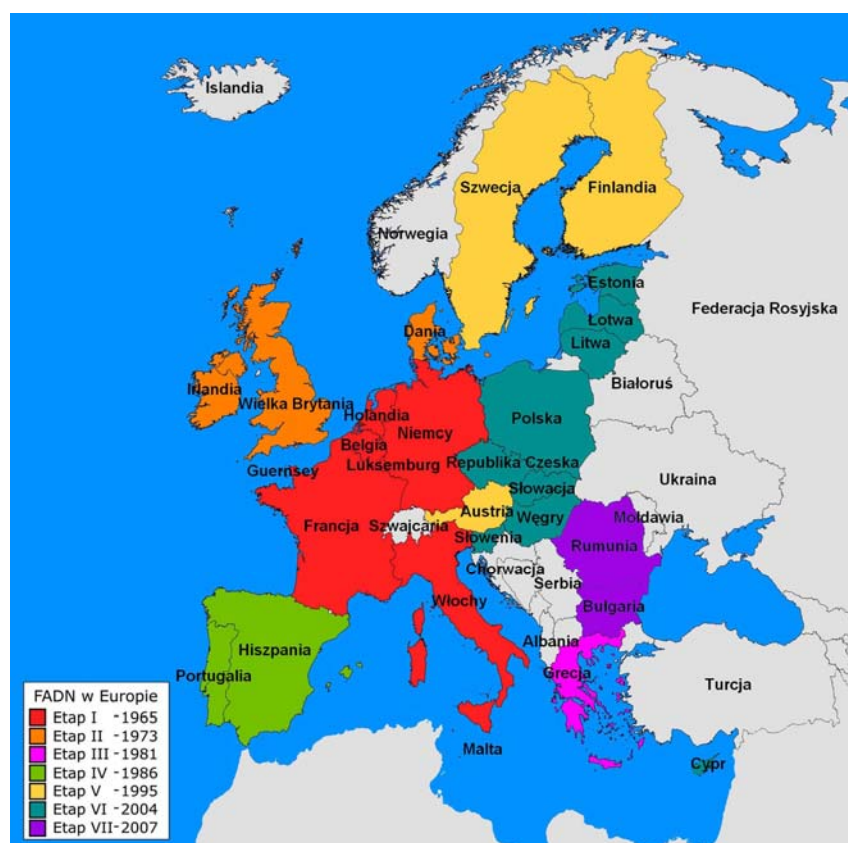 Islandia
Szwecja
Finlandia
Norwegia
Estonia
Federacja Rosyjska
Łotwa
Dania
Litwa
Białoruś
Irlandia
Wielka Brytania
Holandia
Niemcy
Polska
Belgia
Guernsey
Luksemburg
Republika Czeska
Ukraina
Słowacja
Austria
Węgry
Francja
Szwajcaria
Mołdawia
Słowenia
Rumunia
Chorwacja
Serbia
Włochy
Bulgaria
Albania
Hiszpania
Portugalia
Grecja
Turcja
Malta
Cypr
FADN w Europie
Etap I -1965
Etap II -1973
Etap III -1981
Etap IV -1986
Etap V -1995
Etap VI -2004
Etap VII-2007